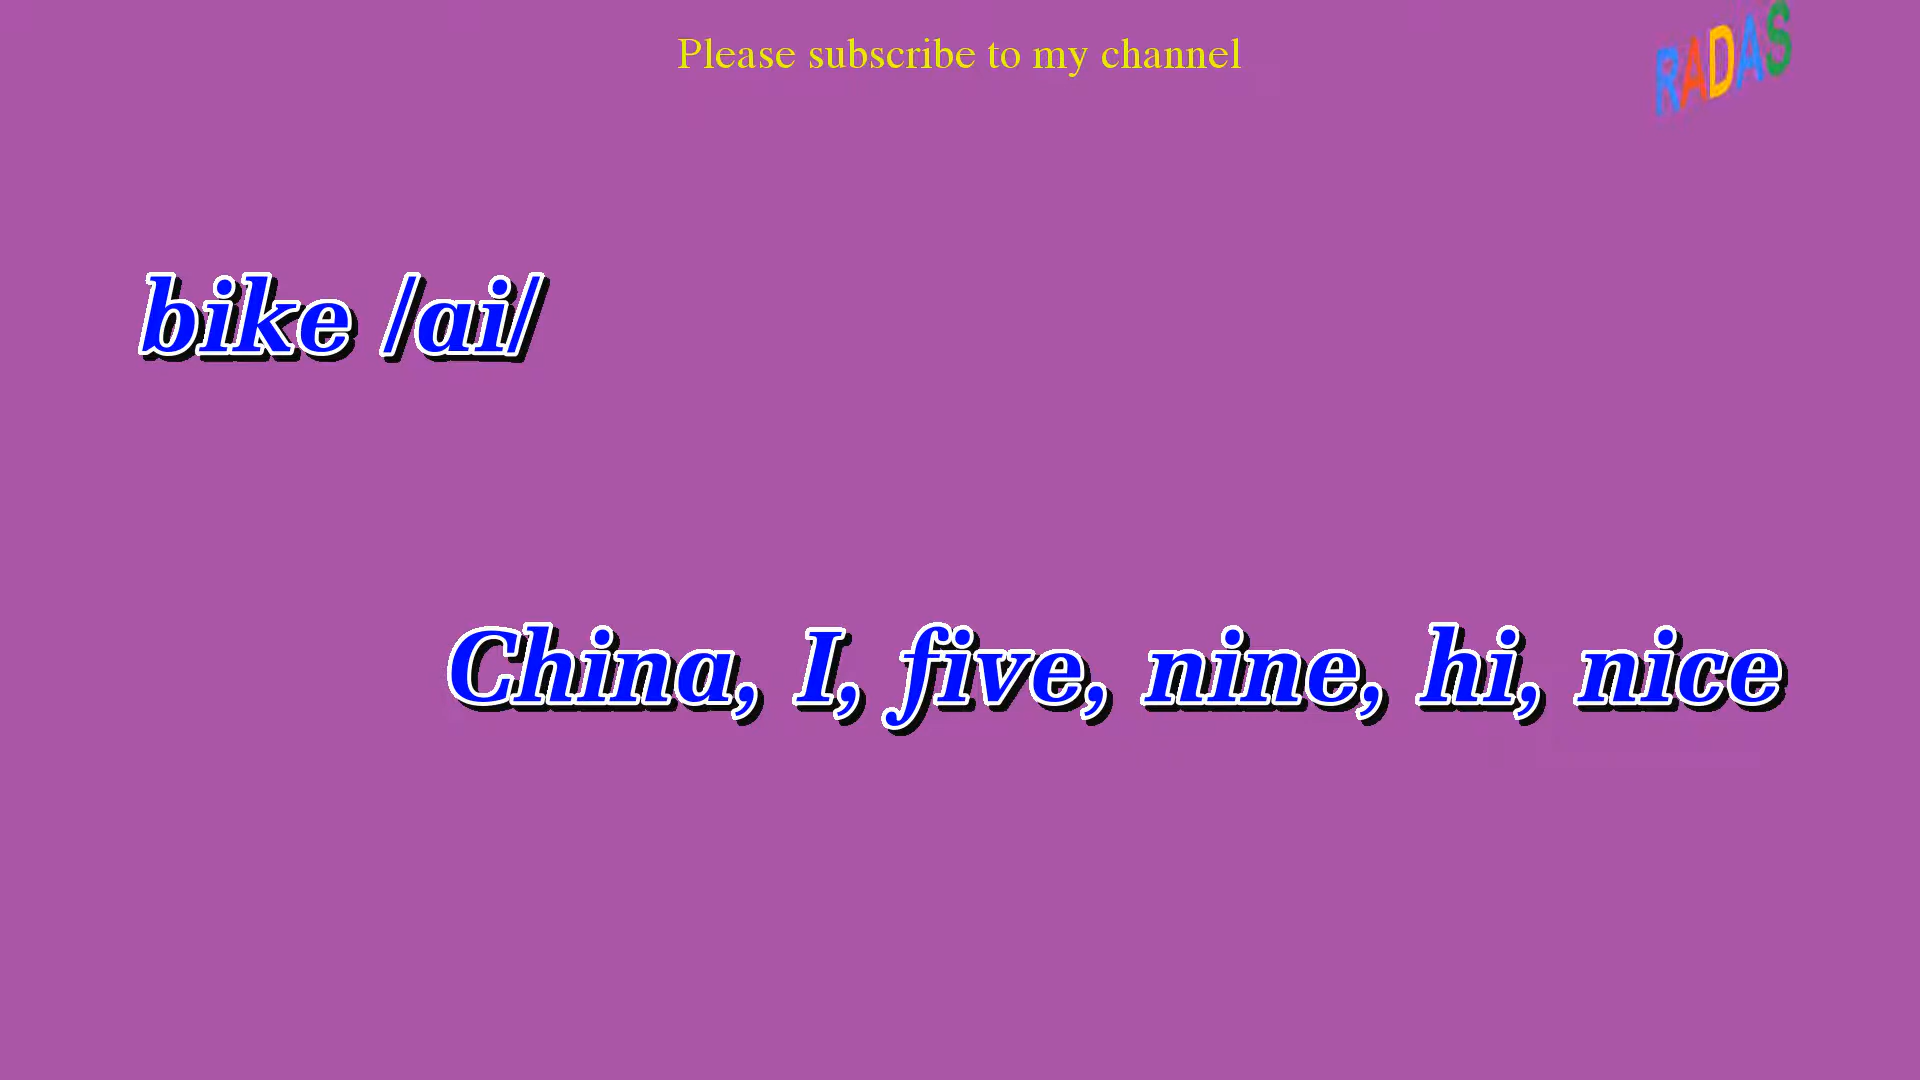 Please subscribe to my channel
RADAS
bike /ai/
China, I, five, nine, hi, nice